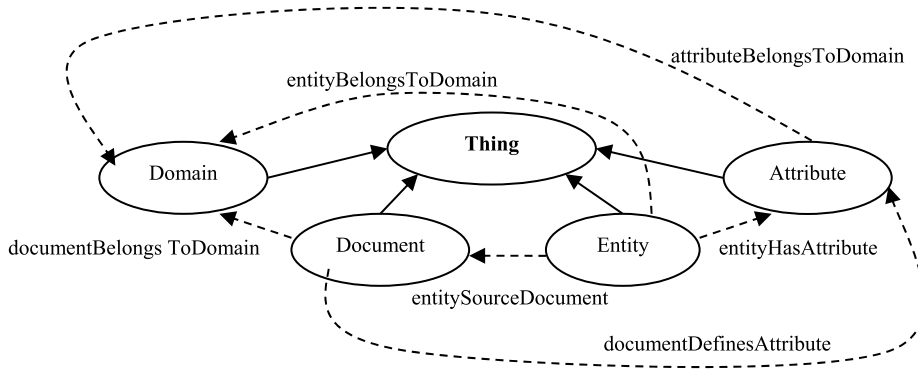 attributeBelongsToDomain
entityBelongsToDomain
Thing
Domain
Attribute
documentBelongs ToDomain
Document
Entity
entityHasAttribute
entitySourceDocument
documentDefinesAttribute